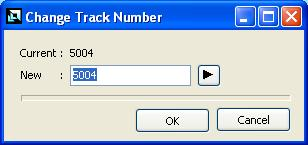 Change Track Number
Current : 5004
New : 5004
OK Cancel